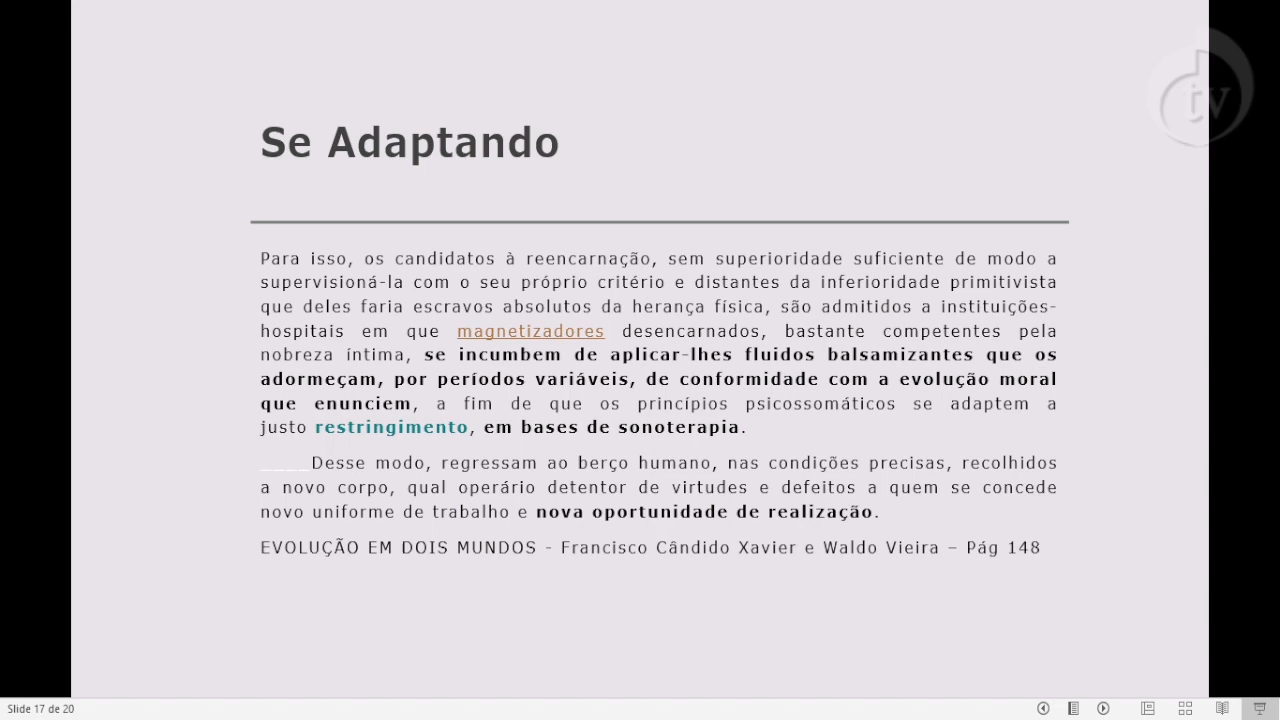 tv
Se Adaptando
Para isso, os candidatos à reencarnação, sem superioridade suficiente de modo a
supervisioná-la com o seu próprio critério e distantes da inferioridade primitivista
que deles faria escravos absolutos da herança física, são admitidos a instituições-
hospitais em que magnetizadores desencarnados, bastante competentes pela
nobreza íntima, se incumbem de aplicar-lhes fluidos balsamizantes que os
adormeçam, por períodos variáveis, de conformidade com a evolução moral
que enunciem, a fim de que os princípios psicossomáticos se adaptem a
justo restringimento, em bases de sonoterapia.
____Desse modo, regressam ao berço humano, nas condições precisas, recolhidos
a novo corpo, qual operário detentor de virtudes e defeitos a quem se concede
novo uniforme de trabalho e nova oportunidade de realização.
EVOLUÇÃO EM DOIS MUNDOS - Francisco Cândido Xavier e Waldo Vieira – Pág 148
Slide 17 de 20